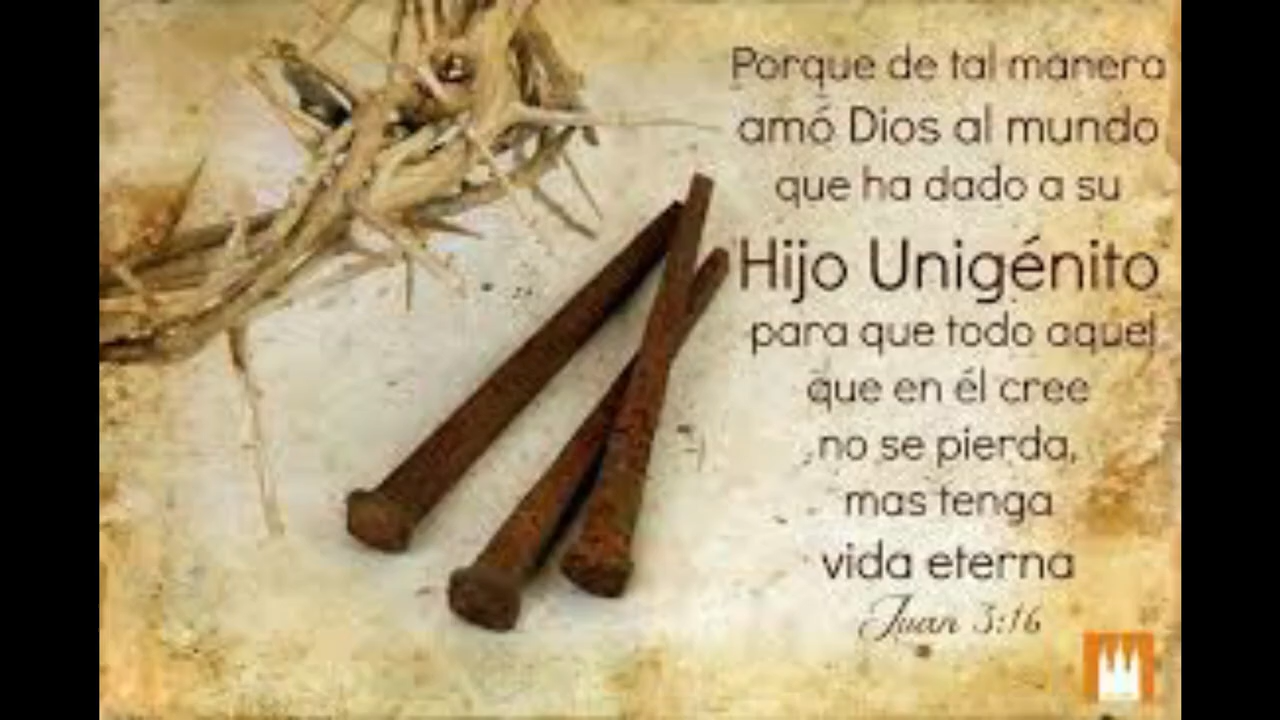 Porque de tal manera
amó Dios al mundo
que ha dado a su
Hijo Unigénito
para que todo aquel
que en él cree
no se pierda,
mas tenga
vida eterna
Juan 3:16